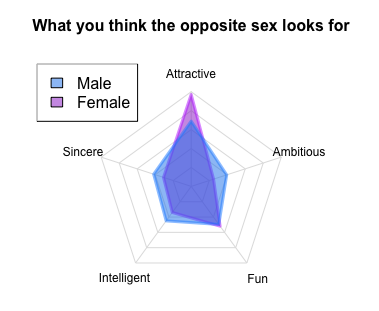 What you think the opposite sex looks for
Attractive
Male
Female
Sincere
Ambitious
Intelligent
Fun